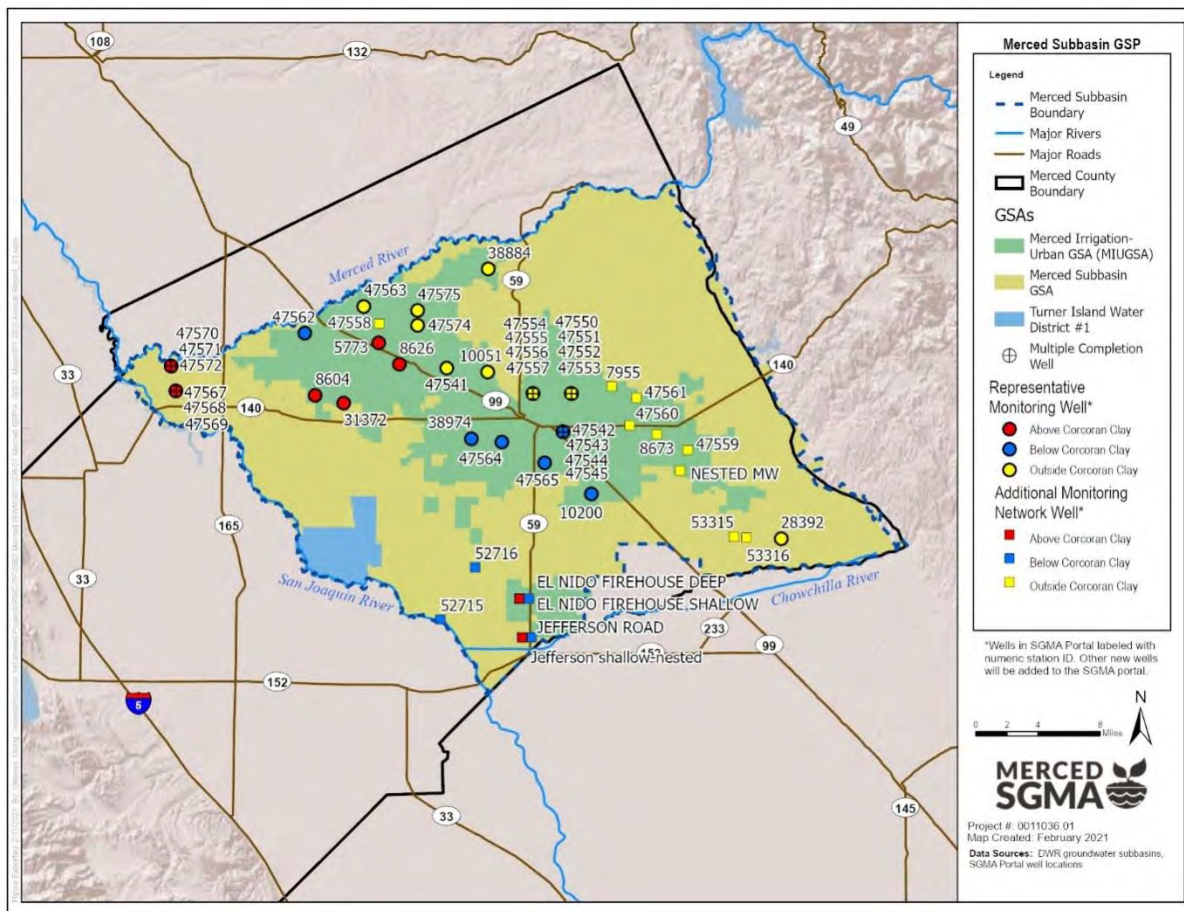 108
132
49
Merced River
38884
59
47563
47575
47558
47574
47562
5773
8626
47554
47550
47555
47551
47556
47552
47557
47553
10051
47541
7955
140
47570
47571
47572
33
8604
31372
99
47561
47560
47567
47568
47569
140
38974
47564
47542
47543
47544
47545
8673
47559
NESTED MW
47565
10200
165
59
53315
28392
53316
33
52716
San Joaquin River
EL NIDO FIREHOUSE DEEP
EL NIDO FIREHOUSE SHALLOW
Chowchilla River
52715
JEFFERSON ROAD
233
Jefferson shallow-nested
152
99
152
5
33
145
Merced Subbasin GSP
Legend
Merced Subbasin
Boundary
Major Rivers
Major Roads
Merced County
Boundary
GSAs
Merced Irrigation-
Urban GSA (MIUGSA)
Merced Subbasin
GSA
Turner Island Water
District #1
Multiple Completion
Well
Representative
Monitoring Well*
Above Corcoran Clay
Below Corcoran Clay
Outside Corcoran Clay
Additional Monitoring
Network Well*
Above Corcoran Clay
Below Corcoran Clay
Outside Corcoran Clay
*Wells in SGMA Portal labeled with
numeric station ID. Other new wells
will be added to the SGMA portal.
N
0 2 4 8
Miles
MERCED
SGMA
Project #: 0011036.01
Map Created: February 2021
Data Sources: DWR groundwater subbasins,
SGMA Portal well locations